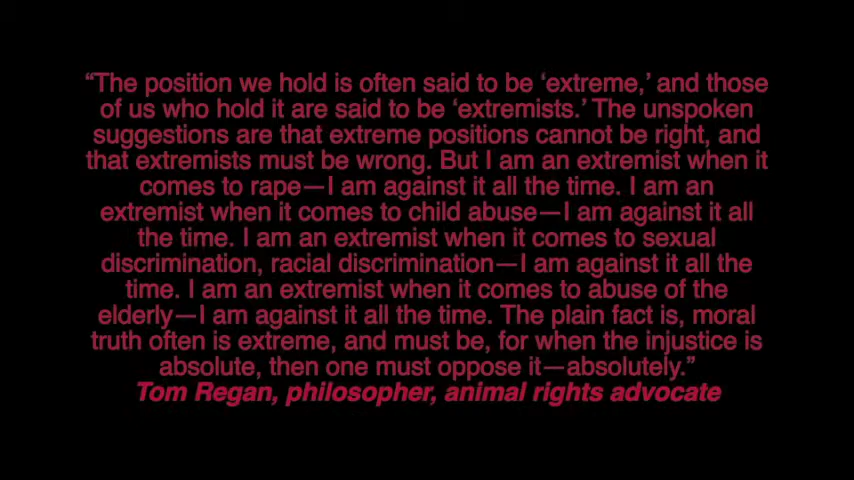 “The position we hold is often said to be ‘extreme,’ and those
of us who hold it are said to be ‘extremists.’ The unspoken
suggestions are that extreme positions cannot be right, and
that extremists must be wrong. But I am an extremist when it
comes to rape—I am against it all the time. I am an
extremist when it comes to child abuse—I am against it all
the time. I am an extremist when it comes to sexual
discrimination, racial discrimination—I am against it all the
time. I am an extremist when it comes to abuse of the
elderly—I am against it all the time. The plain fact is, moral
truth often is extreme, and must be, for when the injustice is
absolute, then one must oppose it—absolutely.”
Tom Regan, philosopher, animal rights advocate